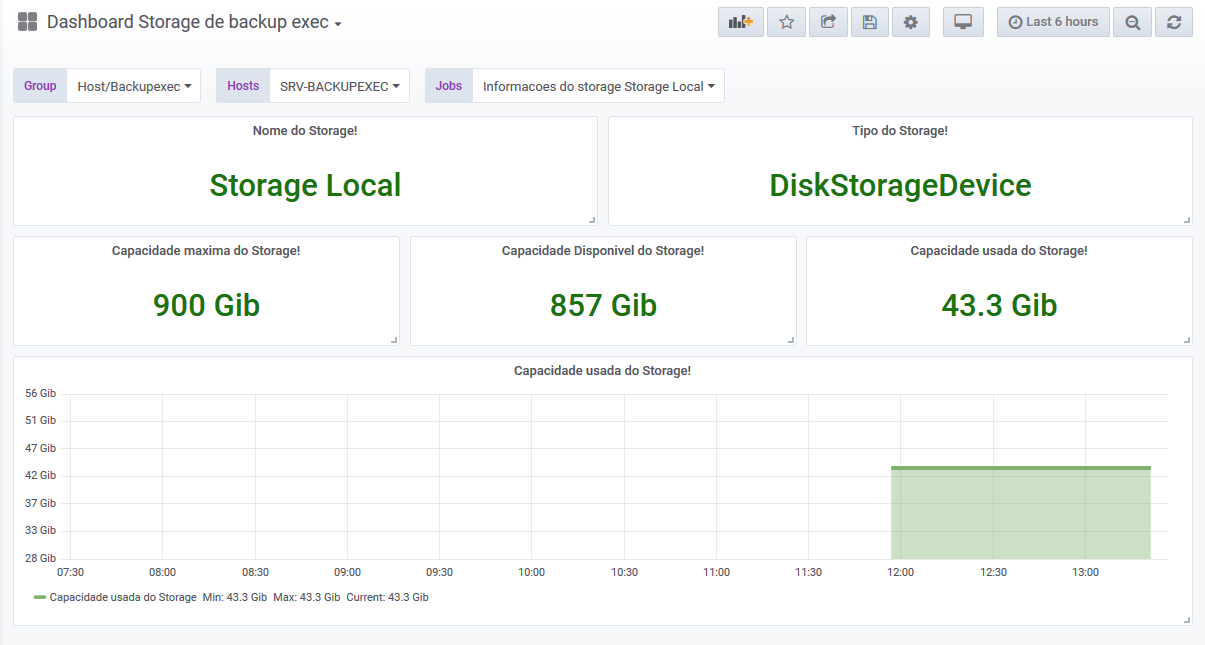 Dashboard Storage de backup exec
Last 6 hours
Group Host/Backupexec Hosts SRV-BACKUPEXEC Jobs Informacoes do storage Storage Local
Nome do Storage!
Storage Local
Tipo do Storage!
DiskStorageDevice
Capacidade maxima do Storage!
900 Gib
Capacidade Disponivel do Storage!
857 Gib
Capacidade usada do Storage!
43.3 Gib
Capacidade usada do Storage!
56 Gib
51 Gib
47 Gib
42 Gib
37 Gib
33 Gib
28 Gib
07:30 08:00 08:30 09:00 09:30 10:00 10:30 11:00 11:30 12:00 12:30 13:00
Capacidade usada do Storage Min: 43.3 Gib Max: 43.3 Gib Current: 43.3 Gib